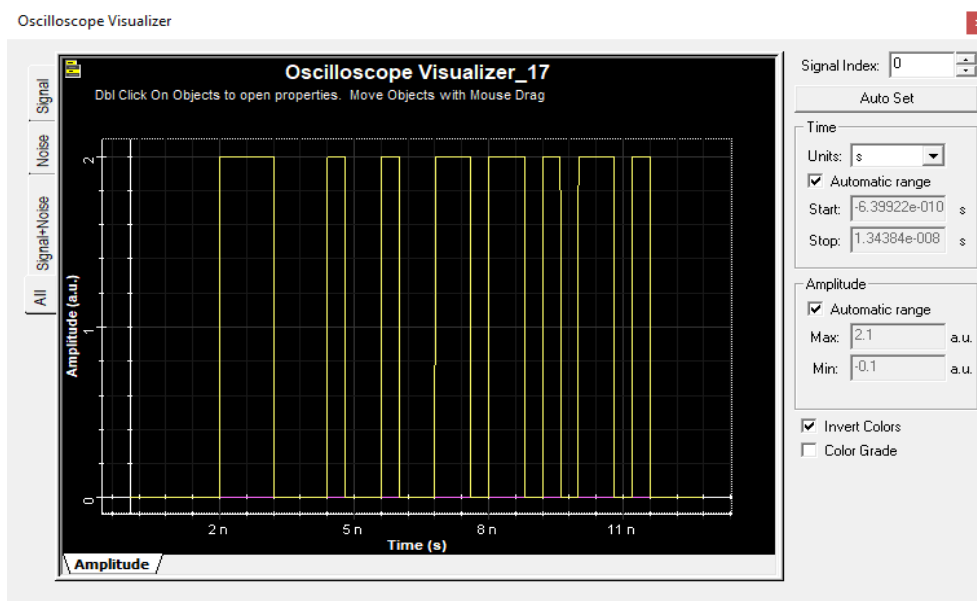 Oscilloscope Visualizer
Signal
Noise
Signal+Noise
All
Oscilloscope Visualizer_17
Dbl Click On Objects to open properties. Move Objects with Mouse Drag
Amplitude (a.u.)
2
1
0
2 n
5 n
8 n
11 n
Time (s)
Amplitude
Signal Index: 0
Auto Set
Time
Units: s
Automatic range
Start: -6.39922e-010 s
Stop: 1.34384e-008 s
Amplitude
Automatic range
Max: 2.1 a.u.
Min: -0.1 a.u.
Invert Colors
Color Grade